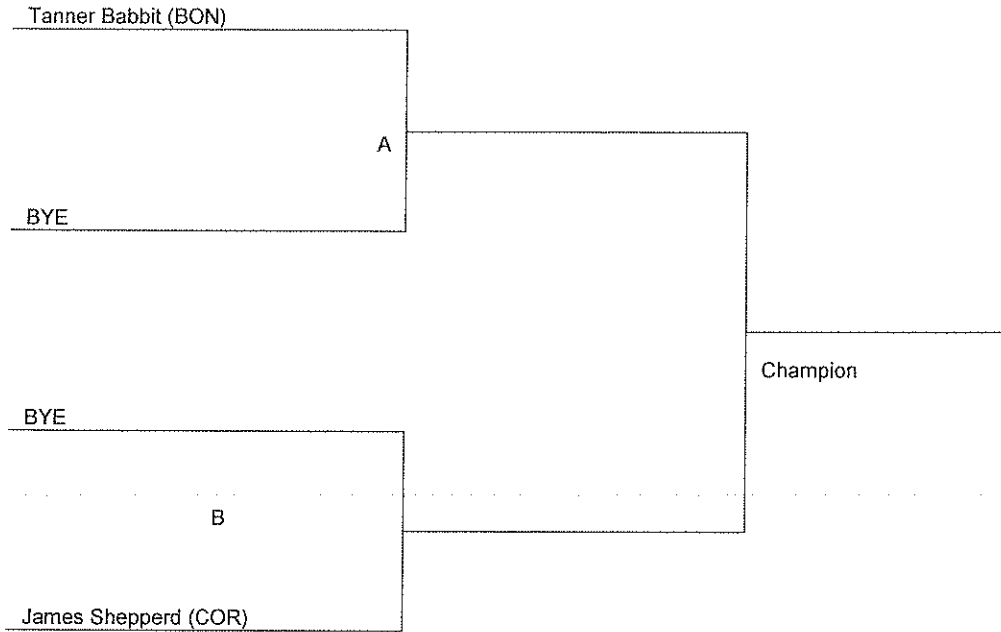 Tanner Babbit (BON)
A
BYE
Champion
BYE
B
James Shepperd (COR)